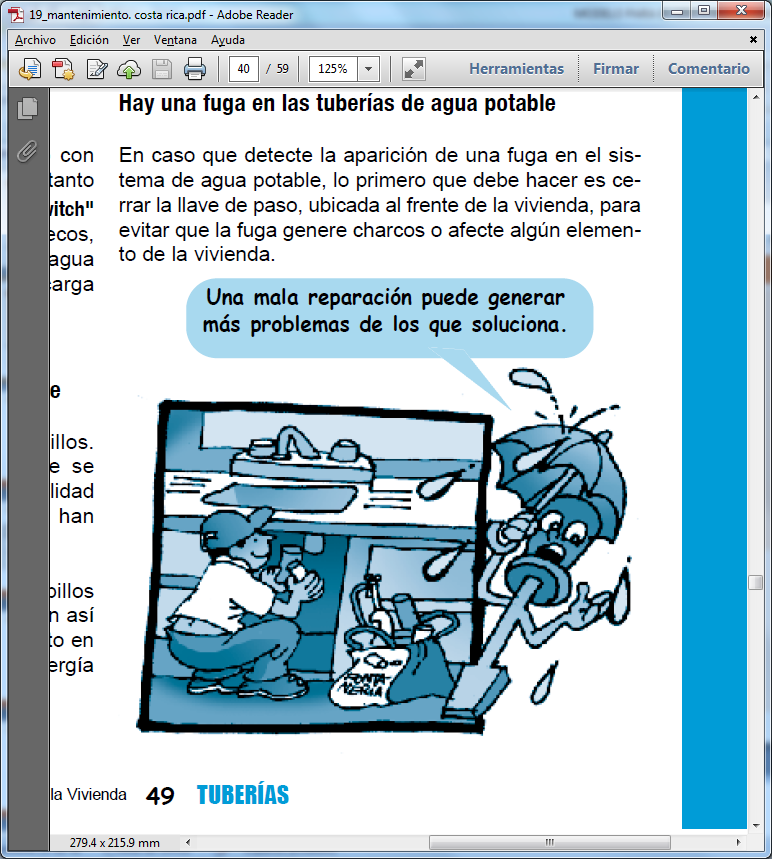 19_mantenimiento. costa rica.pdf - Adobe Reader
Archivo Edición Ver Ventana Ayuda
40 / 59 125% Herramientas Firmar Comentario
Hay una fuga en las tuberías de agua potable
con
tanto
witch"
ecos,
agua
carga
En caso que detecte la aparición de una fuga en el sis-
tema de agua potable, lo primero que debe hacer es ce-
rrar la llave de paso, ubicada al frente de la vivienda, para
evitar que la fuga genere charcos o afecte algún elemen-
to de la vivienda.
Una mala reparación puede generar
más problemas de los que soluciona.
e
illos.
e se
lidad
han
pillos
n así
to en
ergía
FONTA-
NERIA
la Vivienda 49 TUBERÍAS
279.4 x 215.9 mm